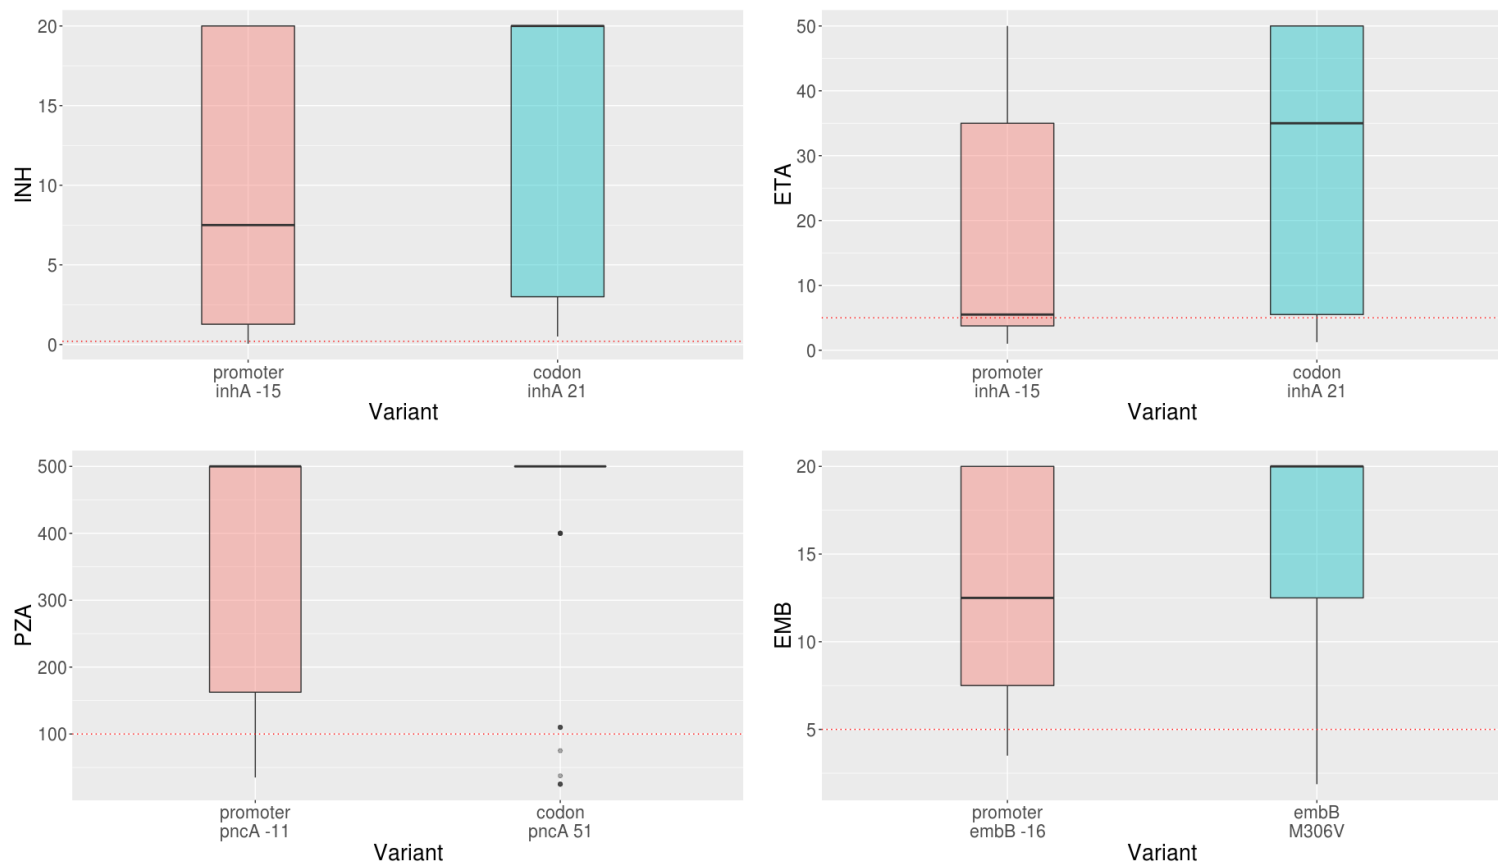 INH
20
15
10
5
0
promoter
inhA -15
codon
inhA 21
Variant
ETA
50
40
30
20
10
0
promoter
inhA -15
codon
inhA 21
Variant
PZA
500
400
300
200
100
promoter
pncA -11
codon
pncA 51
Variant
EMB
20
15
10
5
promoter
embB -16
embB
M306V
Variant